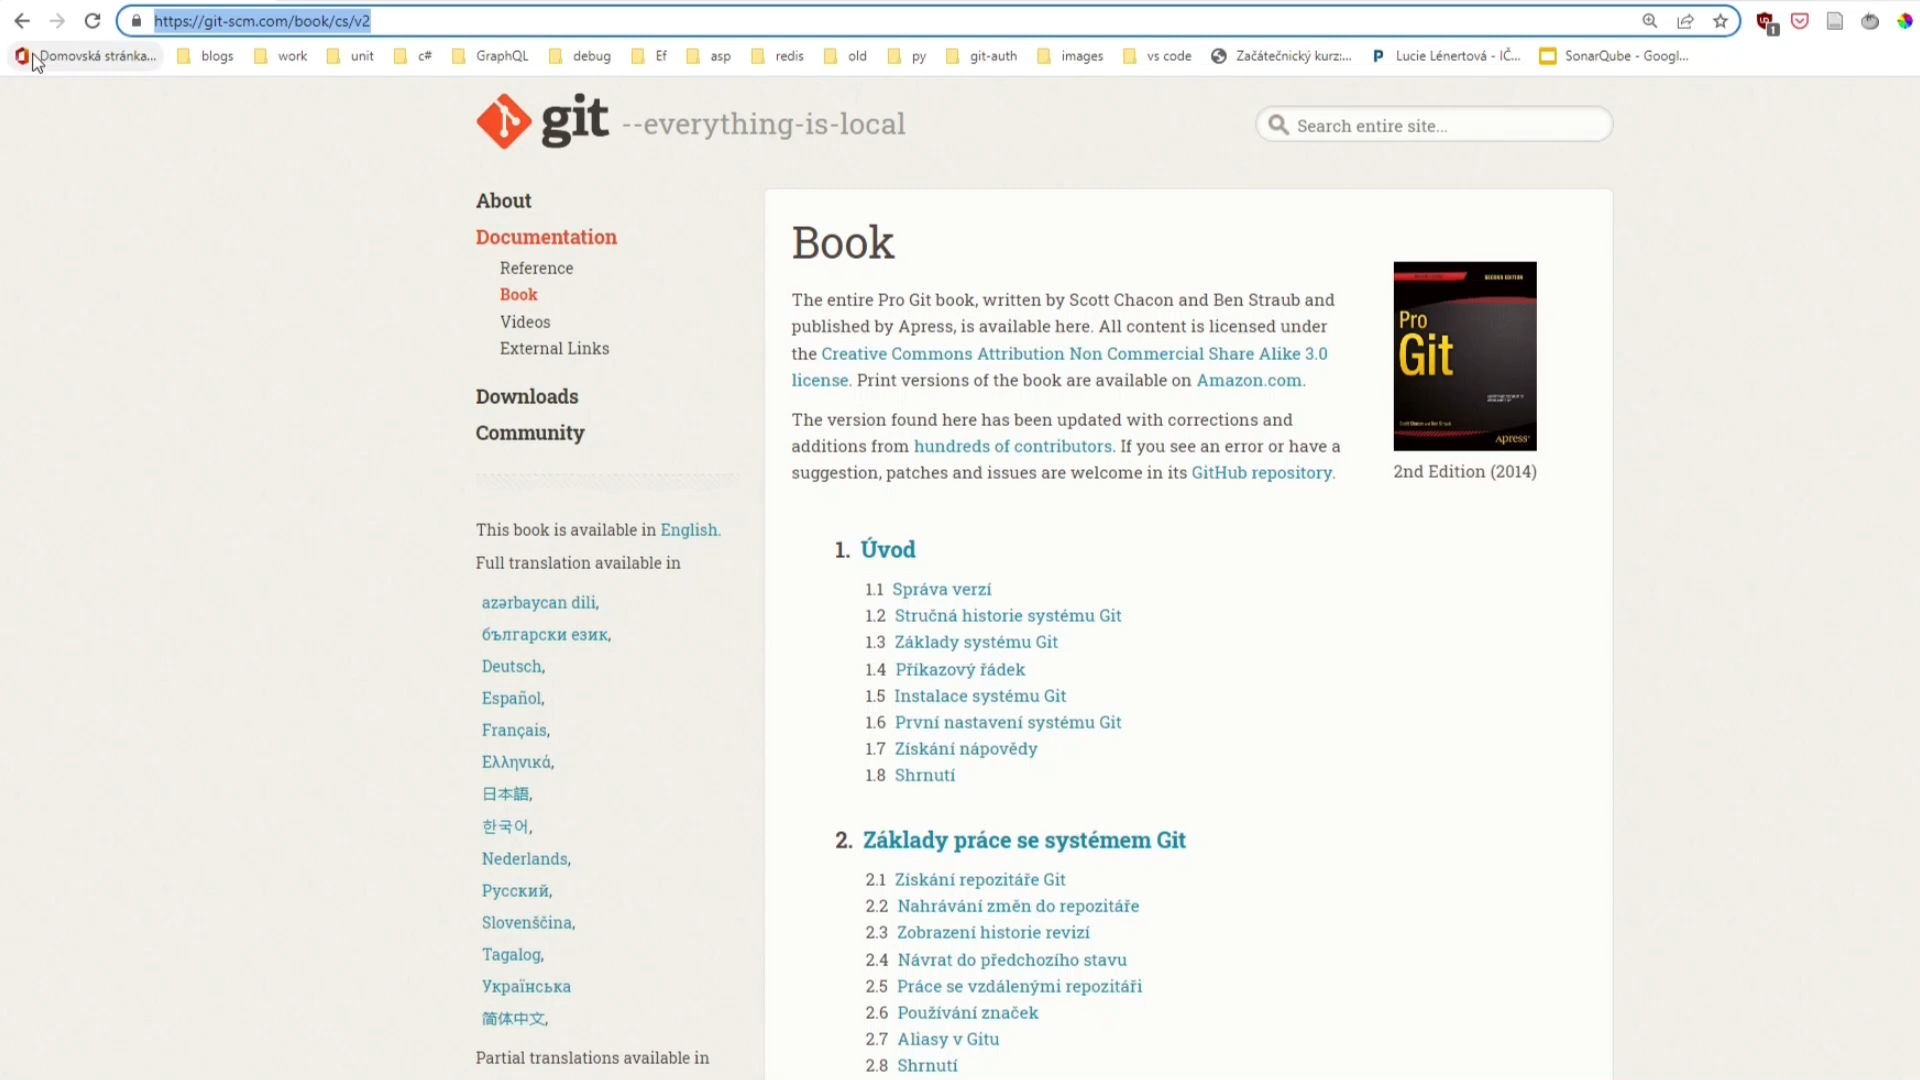 https://git-scm.com/book/cs/v2
Domovská stránka... blogs work unit c# GraphQL debug Ef asp redis old py git-auth images vs code Začátečnický kurz:... Lucie Lénertová - IČ... SonarQube - Googl...
git --everything-is-local
Search entire site...
About
Documentation
Reference
Book
Videos
External Links
Downloads
Community
This book is available in English.
Full translation available in
azərbaycan dili,
български език,
Deutsch,
Español,
Français,
Ελληνικά,
日本語,
한국어,
Nederlands,
Русский,
Slovenščina,
Tagalog,
Українська
简体中文,
Partial translations available in
Book
The entire Pro Git book, written by Scott Chacon and Ben Straub and
published by Apress, is available here. All content is licensed under
the Creative Commons Attribution Non Commercial Share Alike 3.0
license. Print versions of the book are available on Amazon.com.
The version found here has been updated with corrections and
additions from hundreds of contributors. If you see an error or have a
suggestion, patches and issues are welcome in its GitHub repository.
SECOND EDITION
Pro
Git
Scott Chacon and Ben Straub
Apress®
2nd Edition (2014)
1. Úvod
1.1 Správa verzí
1.2 Stručná historie systému Git
1.3 Základy systému Git
1.4 Příkazový řádek
1.5 Instalace systému Git
1.6 První nastavení systému Git
1.7 Získání nápovědy
1.8 Shrnutí
2. Základy práce se systémem Git
2.1 Získání repozitáře Git
2.2 Nahrávání změn do repozitáře
2.3 Zobrazení historie revizí
2.4 Návrat do předchozího stavu
2.5 Práce se vzdálenými repozitáři
2.6 Používání značek
2.7 Aliasy v Gitu
2.8 Shrnutí